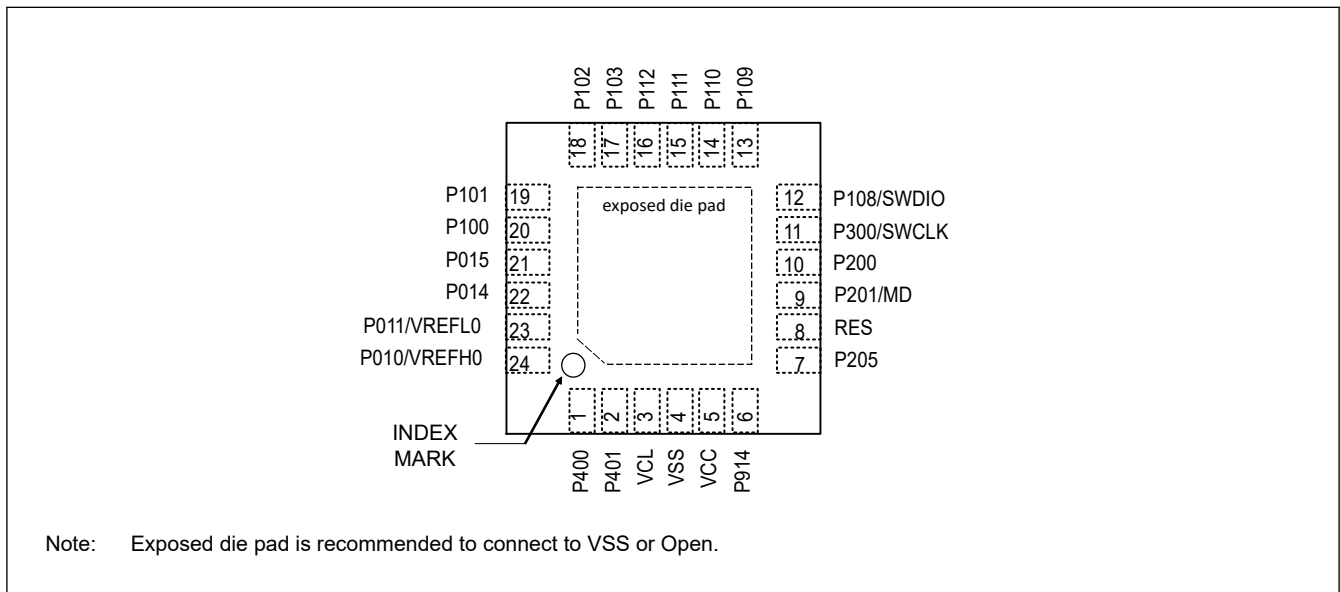 P102
P103
P112
P111
P110
P109
18
17
16
15
14
13
P101 19
P100 20
P015 21
P014 22
P011/VREFL0 23
P010/VREFH0 24
exposed die pad
12 P108/SWDIO
11 P300/SWCLK
10 P200
9 P201/MD
8 RES
7 P205
INDEX
MARK
1
2
3
4
5
6
P400
P401
VCL
VSS
VCC
P914
Note: Exposed die pad is recommended to connect to VSS or Open.